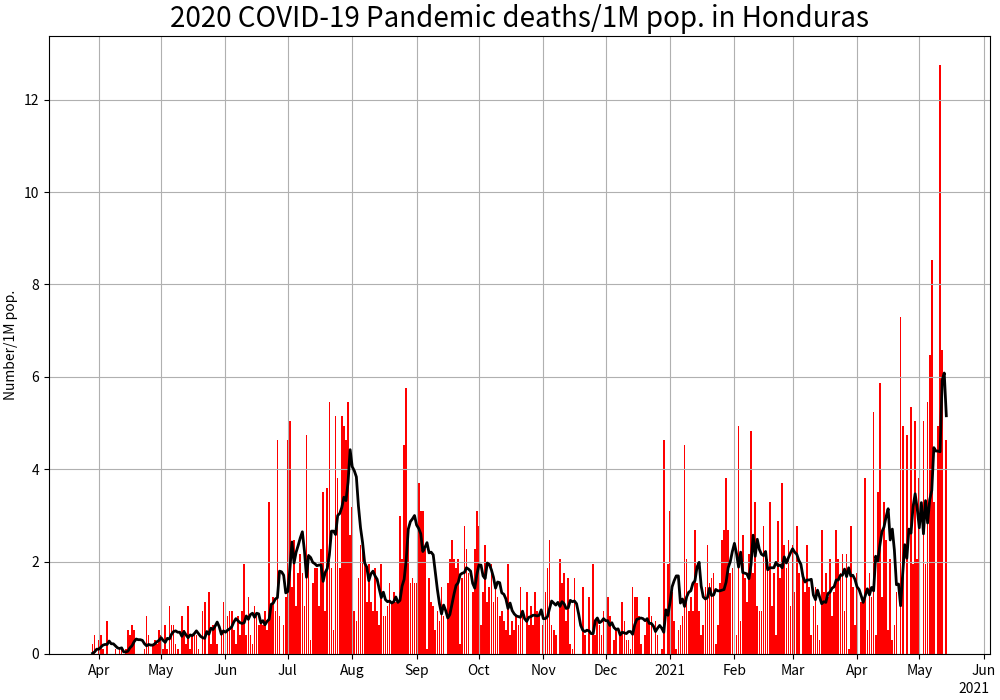 2020 COVID-19 Pandemic deaths/1M pop. in Honduras
Number/1M pop.
12
10
8
6
4
2
0
Apr May Jun Jul Aug Sep Oct Nov Dec 2021 Feb Mar Apr May Jun
2021